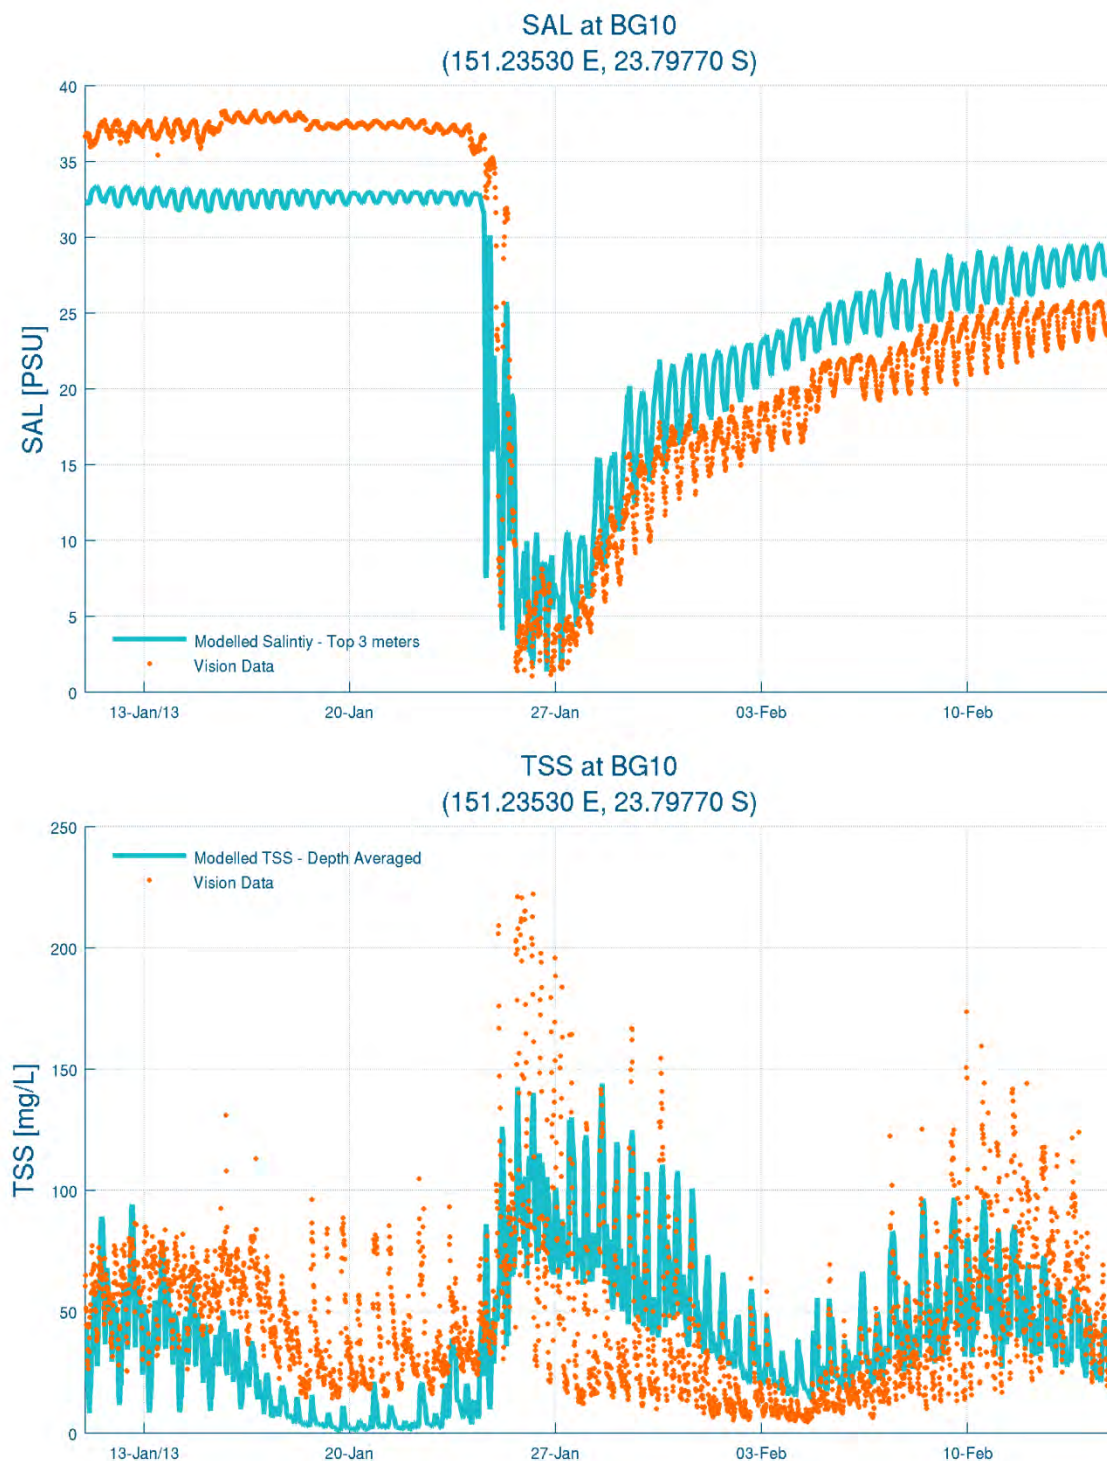 SAL at BG10
(151.23530 E, 23.79770 S)
SAL [PSU]
40
35
30
25
20
15
10
5
0
Modelled Salintiy - Top 3 meters
Vision Data
13-Jan/13 20-Jan 27-Jan 03-Feb 10-Feb
TSS at BG10
(151.23530 E, 23.79770 S)
TSS [mg/L]
250
200
150
100
50
0
Modelled TSS - Depth Averaged
Vision Data
13-Jan/13 20-Jan 27-Jan 03-Feb 10-Feb